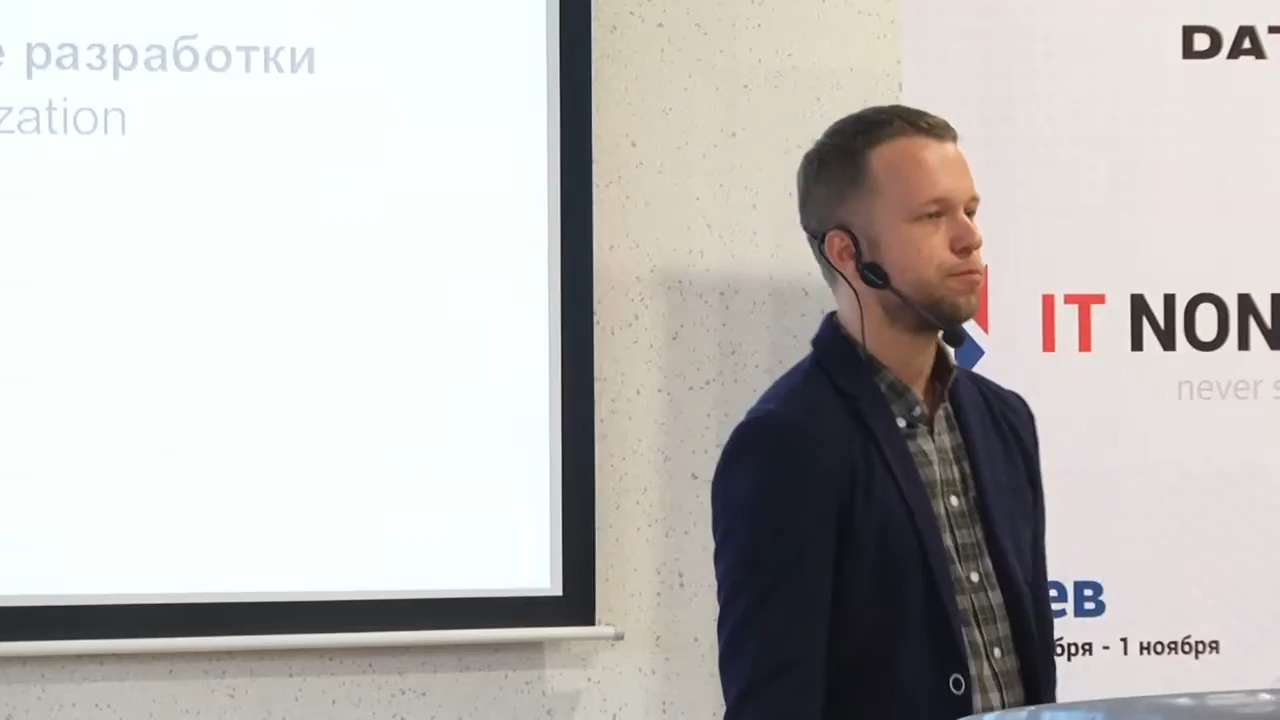 е разработки
zation
DAT
IT NON
never s
ев
бря - 1 ноября